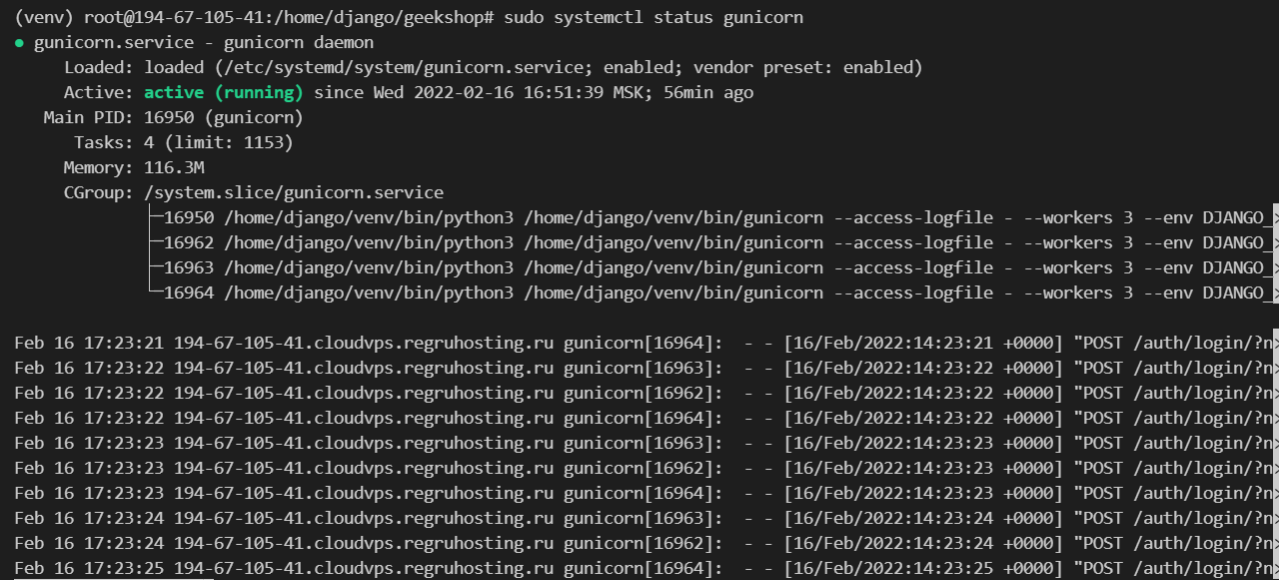 (venv) root@194-67-105-41:/home/django/geekshop# sudo systemctl status gunicorn
● gunicorn.service - gunicorn daemon
Loaded: loaded (/etc/systemd/system/gunicorn.service; enabled; vendor preset: enabled)
Active: active (running) since Wed 2022-02-16 16:51:39 MSK; 56min ago
Main PID: 16950 (gunicorn)
Tasks: 4 (limit: 1153)
Memory: 116.3M
CGroup: /system.slice/gunicorn.service
├─16950 /home/django/venv/bin/python3 /home/django/venv/bin/gunicorn --access-logfile - --workers 3 --env DJANGO_>
├─16962 /home/django/venv/bin/python3 /home/django/venv/bin/gunicorn --access-logfile - --workers 3 --env DJANGO_>
├─16963 /home/django/venv/bin/python3 /home/django/venv/bin/gunicorn --access-logfile - --workers 3 --env DJANGO_>
└─16964 /home/django/venv/bin/python3 /home/django/venv/bin/gunicorn --access-logfile - --workers 3 --env DJANGO_>
Feb 16 17:23:21 194-67-105-41.cloudvps.regruhosting.ru gunicorn[16964]:  - - [16/Feb/2022:14:23:21 +0000] "POST /auth/login/?n>
Feb 16 17:23:22 194-67-105-41.cloudvps.regruhosting.ru gunicorn[16963]:  - - [16/Feb/2022:14:23:22 +0000] "POST /auth/login/?n>
Feb 16 17:23:22 194-67-105-41.cloudvps.regruhosting.ru gunicorn[16962]:  - - [16/Feb/2022:14:23:22 +0000] "POST /auth/login/?n>
Feb 16 17:23:22 194-67-105-41.cloudvps.regruhosting.ru gunicorn[16964]:  - - [16/Feb/2022:14:23:22 +0000] "POST /auth/login/?n>
Feb 16 17:23:23 194-67-105-41.cloudvps.regruhosting.ru gunicorn[16963]:  - - [16/Feb/2022:14:23:23 +0000] "POST /auth/login/?n>
Feb 16 17:23:23 194-67-105-41.cloudvps.regruhosting.ru gunicorn[16962]:  - - [16/Feb/2022:14:23:23 +0000] "POST /auth/login/?n>
Feb 16 17:23:23 194-67-105-41.cloudvps.regruhosting.ru gunicorn[16964]:  - - [16/Feb/2022:14:23:23 +0000] "POST /auth/login/?n>
Feb 16 17:23:24 194-67-105-41.cloudvps.regruhosting.ru gunicorn[16963]:  - - [16/Feb/2022:14:23:24 +0000] "POST /auth/login/?n>
Feb 16 17:23:24 194-67-105-41.cloudvps.regruhosting.ru gunicorn[16962]:  - - [16/Feb/2022:14:23:24 +0000] "POST /auth/login/?n>
Feb 16 17:23:25 194-67-105-41.cloudvps.regruhosting.ru gunicorn[16964]:  - - [16/Feb/2022:14:23:25 +0000] "POST /auth/login/?n>